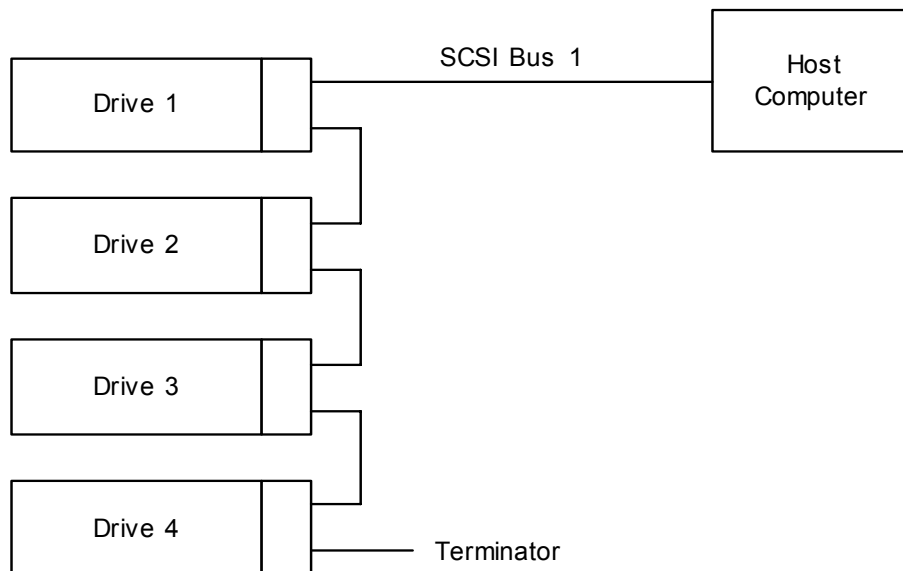 SCSI Bus 1
Host
Computer
Drive 1
Drive 2
Drive 3
Drive 4
Terminator